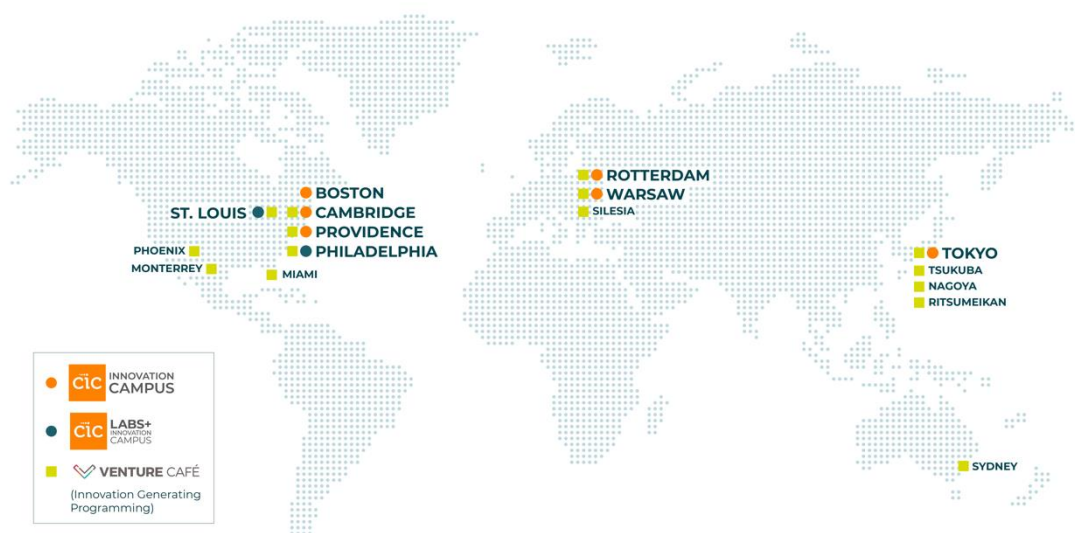 BOSTON
ST. LOUIS
CAMBRIDGE
PROVIDENCE
PHILADELPHIA
PHOENIX
MONTERREY
MIAMI
ROTTERDAM
WARSAW
SILESIA
TOKYO
TSUKUBA
NAGOYA
RITSUMEIKAN
SYDNEY
cic INNOVATION
CAMPUS
cic LABS+
INNOVATION
CAMPUS
VENTURE CAFÉ
(Innovation Generating
Programming)